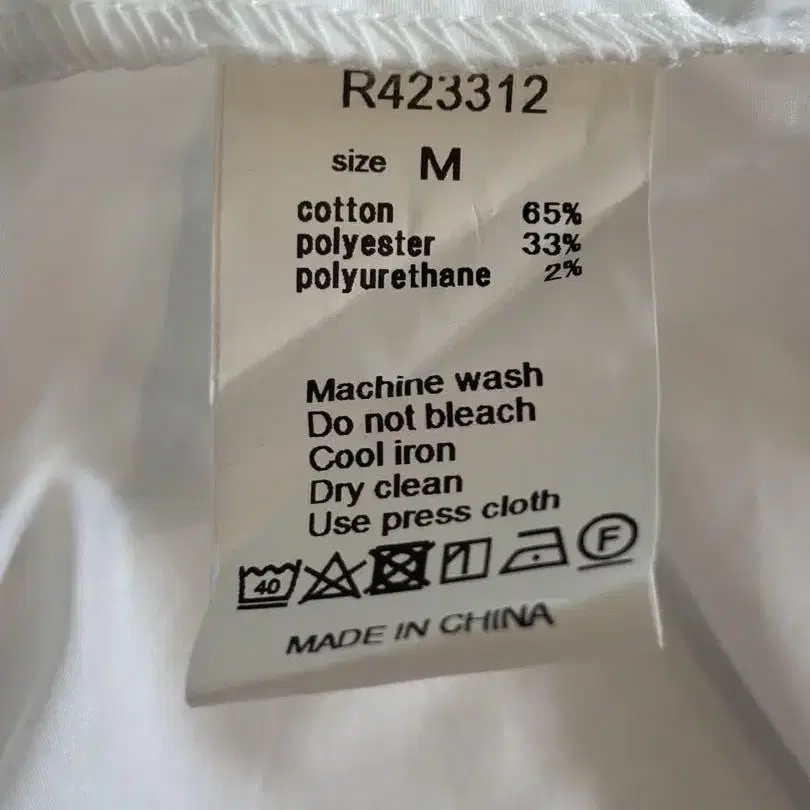 R423312
size M
cotton 65%
polyester 33%
polyurethane 2%
Machine wash
Do not bleach
Cool iron
Dry clean
Use press cloth
40 F
MADE IN CHINA